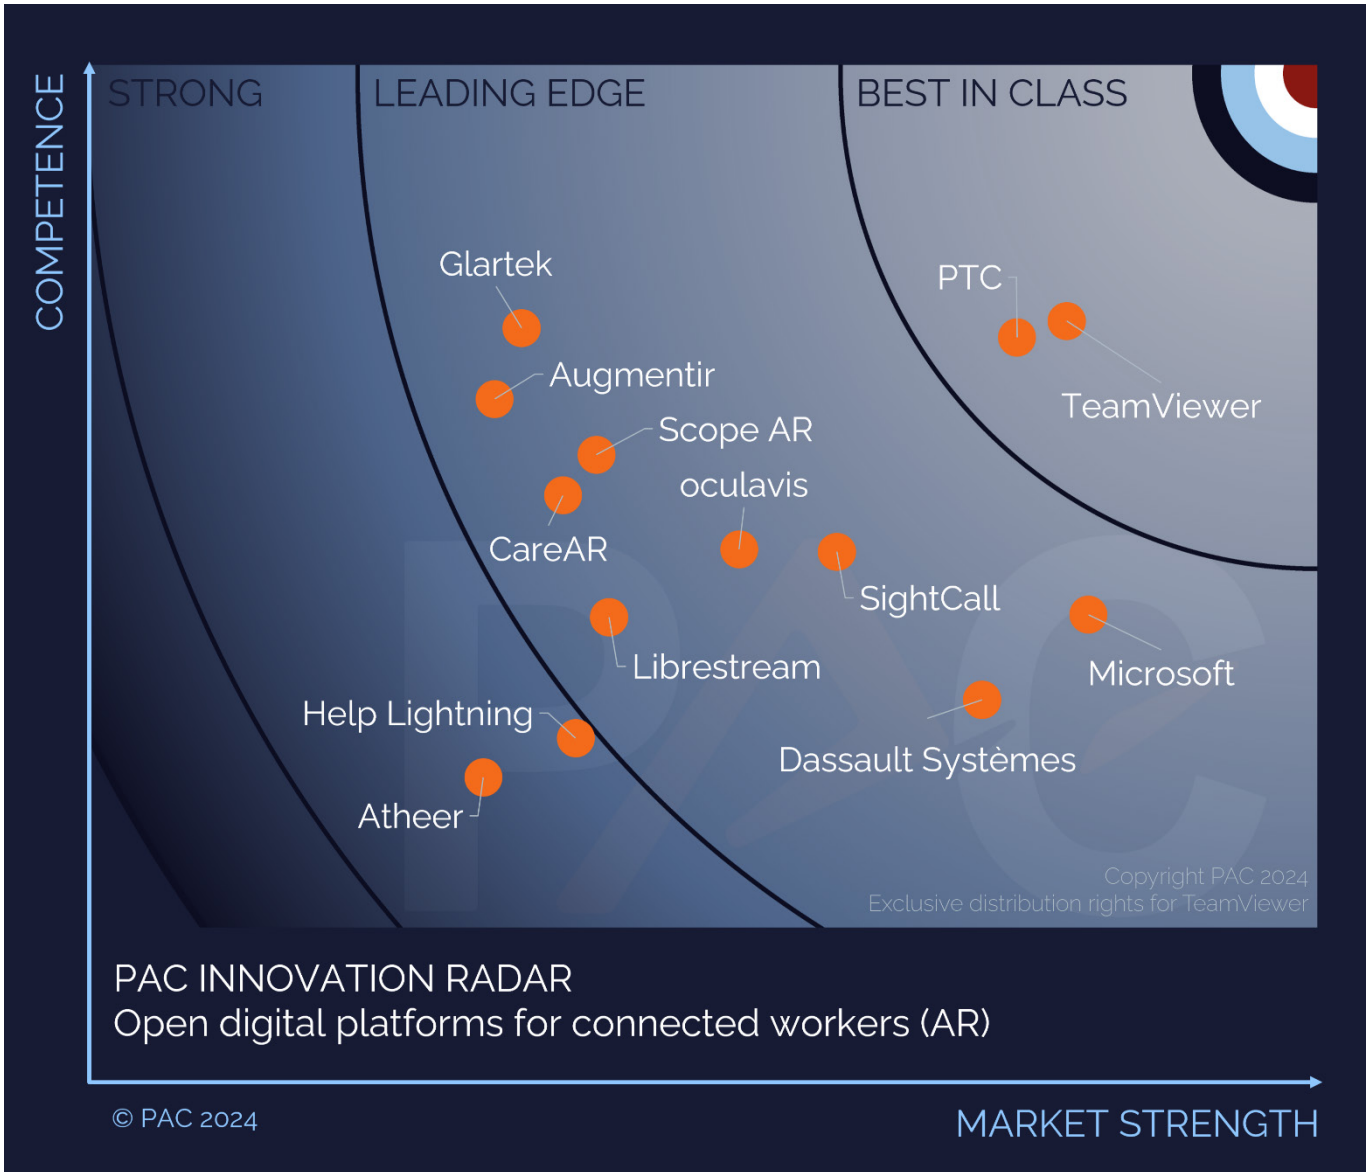 COMPETENCE
STRONG
LEADING EDGE
BEST IN CLASS
Glartek
PTC
Augmentir
TeamViewer
Scope AR
oculavis
CareAR
SightCall
Librestream
Microsoft
Help Lightning
Dassault Systèmes
Atheer
PAC
Copyright PAC 2024
Exclusive distribution rights for TeamViewer
PAC INNOVATION RADAR
Open digital platforms for connected workers (AR)
© PAC 2024
MARKET STRENGTH